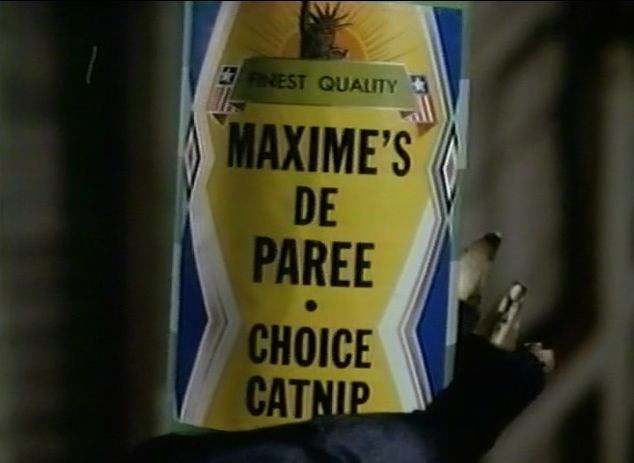 FINEST QUALITY
MAXIME'S
DE
PAREE
•
CHOICE
CATNIP